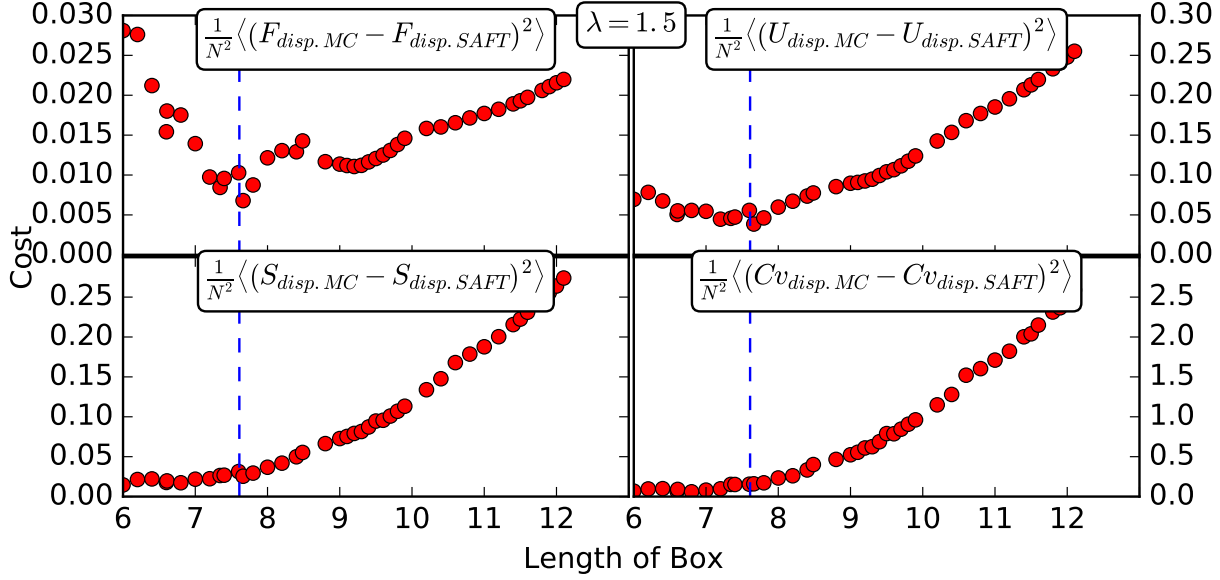 λ = 1.5
1/N² ⟨(F_disp.MC − F_disp.SAFT)²⟩
1/N² ⟨(U_disp.MC − U_disp.SAFT)²⟩
0.030
0.025
0.020
0.015
0.010
0.005
0.000
0.30
0.25
0.20
0.15
0.10
0.05
0.00
Cost
1/N² ⟨(S_disp.MC − S_disp.SAFT)²⟩
1/N² ⟨(Cv_disp.MC − Cv_disp.SAFT)²⟩
0.25
0.20
0.15
0.10
0.05
0.00
2.5
2.0
1.5
1.0
0.5
0.0
6 7 8 9 10 11 12
6 7 8 9 10 11 12
Length of Box